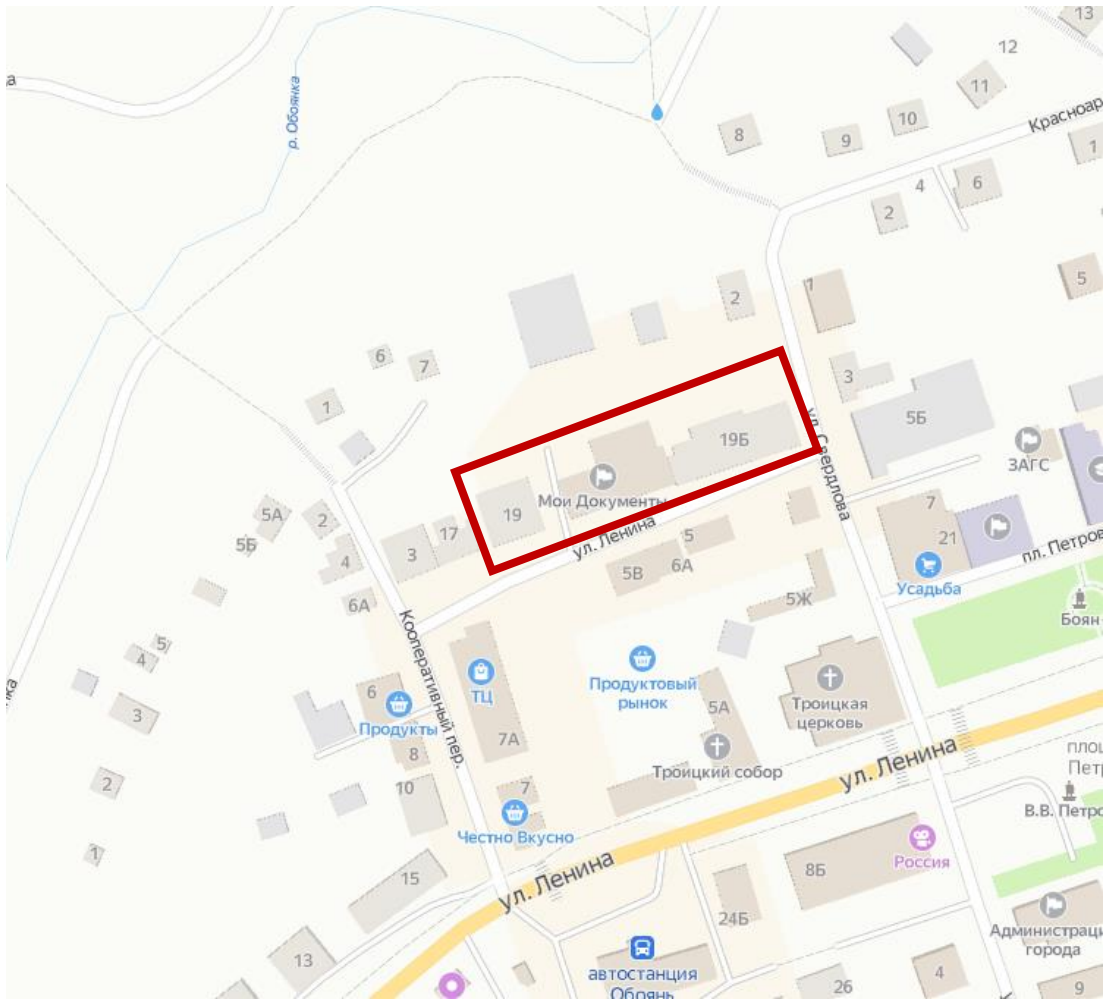 13
12
11
10
9
8
Красноар
1
р. Обоянка
а
6
4
2
5
2
1
3
5Б
6
7
1
19Б
ул. Свердлова
ЗАГС
Мои Документы
19
17
3
ул. Ленина
5
5В
6А
7
21
пл. Петров
Усадьба
5А
5Б
2
4
6А
5Ж
Боян
Кооперативный пер.
5
4
3
2
1
ТЦ
7А
Продуктовый
рынок
5А
Троицкая
церковь
Троицкий собор
6
Продукты
8
10
7
Честно Вкусно
ул. Ленина
площ
Петр
В.В. Петро
Россия
8Б
15
ул. Ленина
24Б
Администраци
города
13
автостанция
Обоянь
26
4
9